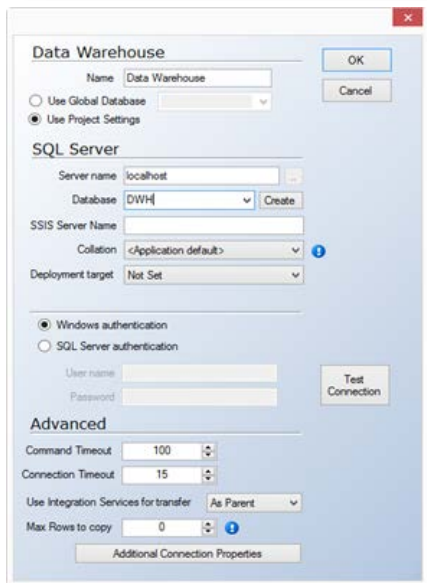 Data Warehouse
OK
Name Data Warehouse
Cancel
Use Global Database
Use Project Settings
SQL Server
Server name localhost ...
Database DWH Create
SSIS Server Name
Collation <Application default>
Deployment target Not Set
Windows authentication
SQL Server authentication
User name
Password
Test
Connection
Advanced
Command Timeout 100
Connection Timeout 15
Use Integration Services for transfer As Parent
Max Rows to copy 0
Additional Connection Properties